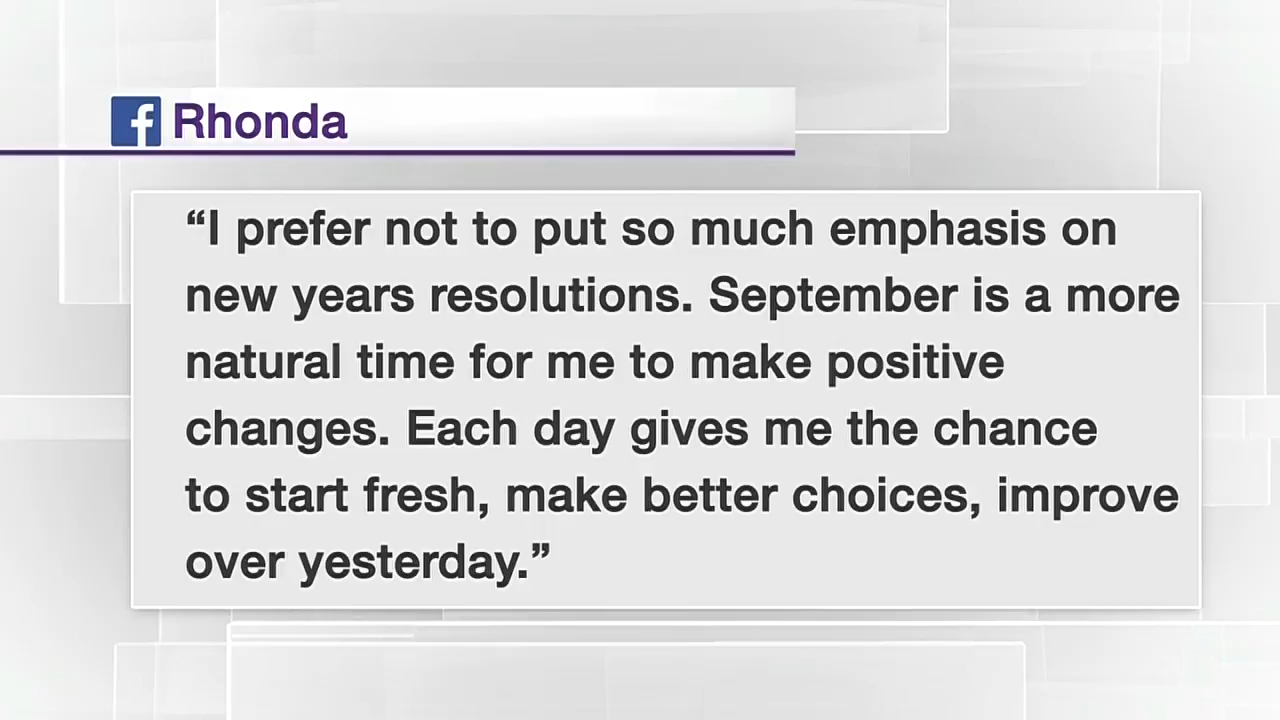 Rhonda
“I prefer not to put so much emphasis on
new years resolutions. September is a more
natural time for me to make positive
changes. Each day gives me the chance
to start fresh, make better choices, improve
over yesterday.”